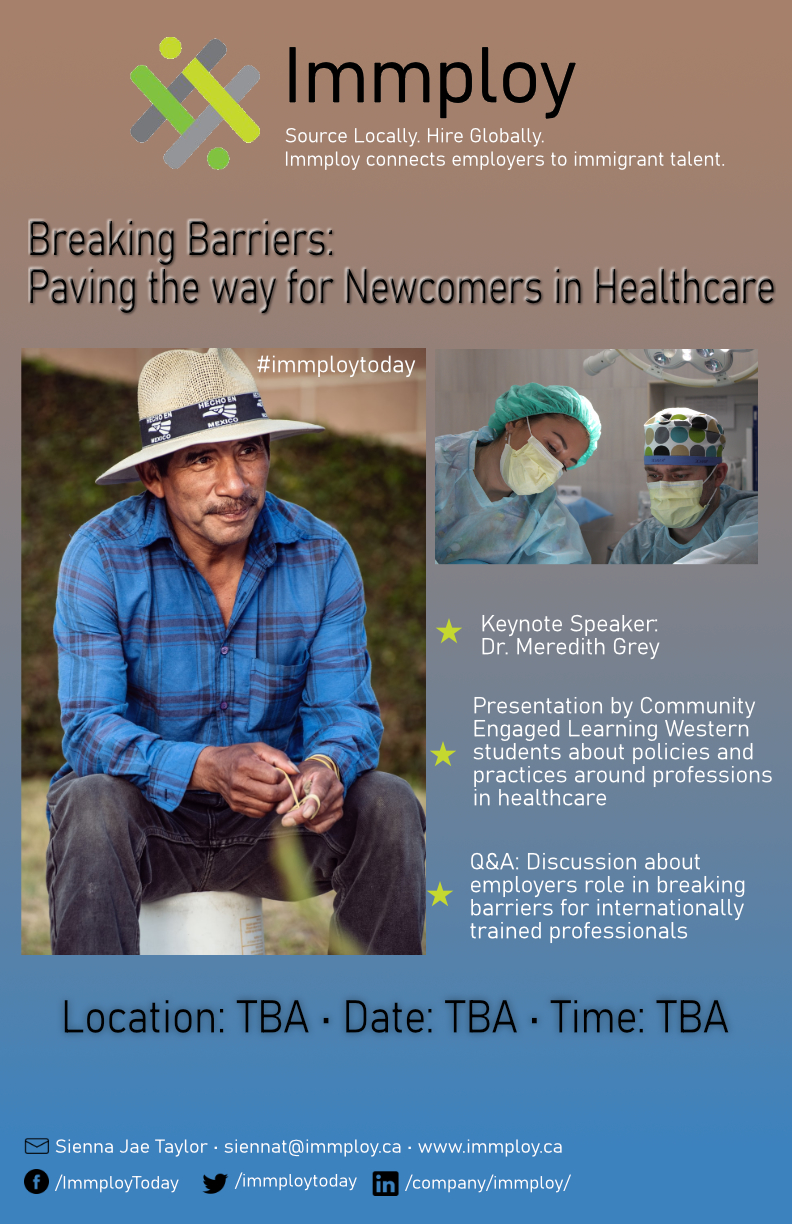 Immploy
Source Locally. Hire Globally.
Immploy connects employers to immigrant talent.
Breaking Barriers:
Paving the way for Newcomers in Healthcare
#immploytoday
HECHO EN
MEXICO
HECHO EN
MEXICO
Keynote Speaker:
Dr. Meredith Grey
Presentation by Community
Engaged Learning Western
students about policies and
practices around professions
in healthcare
Q&A: Discussion about
employers role in breaking
barriers for internationally
trained professionals
Location: TBA · Date: TBA · Time: TBA
Sienna Jae Taylor · siennat@immploy.ca · www.immploy.ca
/ImmployToday /immploytoday /company/immploy/